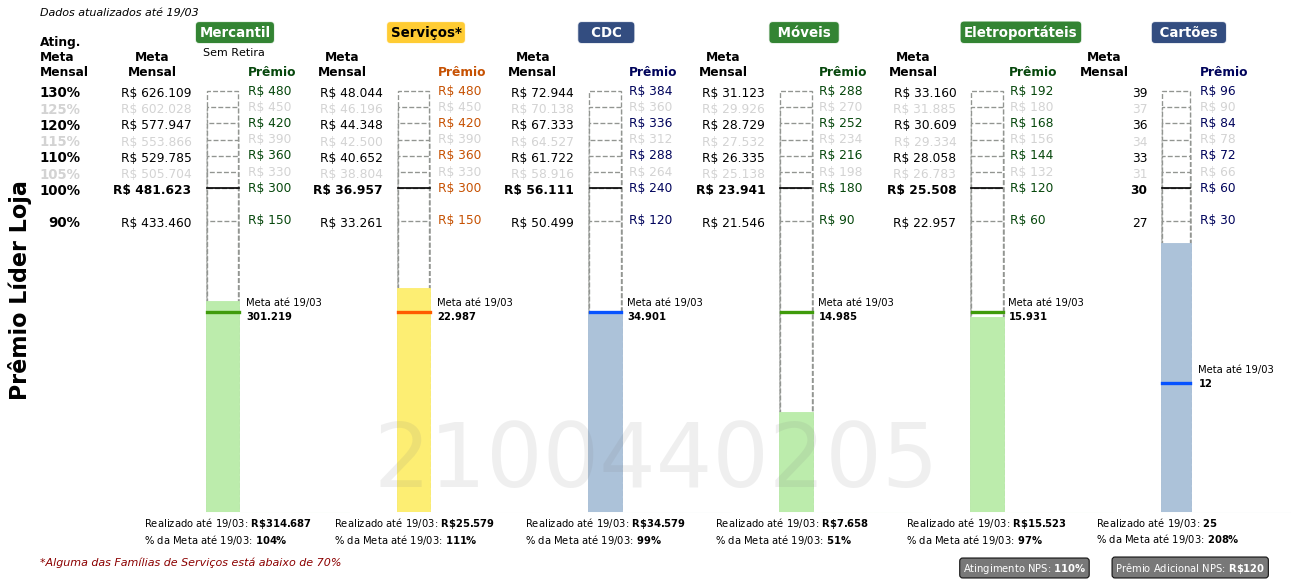 Dados atualizados até 19/03
Mercantil Serviços* CDC Móveis Eletroportáteis Cartões
Sem Retira
Ating. Meta Mensal
Meta Mensal Prêmio Meta Mensal Prêmio Meta Mensal Prêmio Meta Mensal Prêmio Meta Mensal Prêmio Meta Mensal Prêmio
130% R$ 626.109 R$ 480 R$ 48.044 R$ 480 R$ 72.944 R$ 384 R$ 31.123 R$ 288 R$ 33.160 R$ 192 39 R$ 96
125% R$ 602.028 R$ 450 R$ 46.196 R$ 450 R$ 70.138 R$ 360 R$ 29.926 R$ 270 R$ 31.885 R$ 180 37 R$ 90
120% R$ 577.947 R$ 420 R$ 44.348 R$ 420 R$ 67.333 R$ 336 R$ 28.729 R$ 252 R$ 30.609 R$ 168 36 R$ 84
115% R$ 553.866 R$ 390 R$ 42.500 R$ 390 R$ 64.527 R$ 312 R$ 27.532 R$ 234 R$ 29.334 R$ 156 34 R$ 78
110% R$ 529.785 R$ 360 R$ 40.652 R$ 360 R$ 61.722 R$ 288 R$ 26.335 R$ 216 R$ 28.058 R$ 144 33 R$ 72
105% R$ 505.704 R$ 330 R$ 38.804 R$ 330 R$ 58.916 R$ 264 R$ 25.138 R$ 198 R$ 26.783 R$ 132 31 R$ 66
100% R$ 481.623 R$ 300 R$ 36.957 R$ 300 R$ 56.111 R$ 240 R$ 23.941 R$ 180 R$ 25.508 R$ 120 30 R$ 60
90% R$ 433.460 R$ 150 R$ 33.261 R$ 150 R$ 50.499 R$ 120 R$ 21.546 R$ 90 R$ 22.957 R$ 60 27 R$ 30
Prêmio Líder Loja
Meta até 19/03 Meta até 19/03 Meta até 19/03 Meta até 19/03 Meta até 19/03
301.219 22.987 34.901 14.985 15.931
Meta até 19/03
12
2100440205
Realizado até 19/03: R$314.687 Realizado até 19/03: R$25.579 Realizado até 19/03: R$34.579 Realizado até 19/03: R$7.658 Realizado até 19/03: R$15.523 Realizado até 19/03: 25
% da Meta até 19/03: 104% % da Meta até 19/03: 111% % da Meta até 19/03: 99% % da Meta até 19/03: 51% % da Meta até 19/03: 97% % da Meta até 19/03: 208%
*Alguma das Famílias de Serviços está abaixo de 70%
Atingimento NPS: 110% Prêmio Adicional NPS: R$120